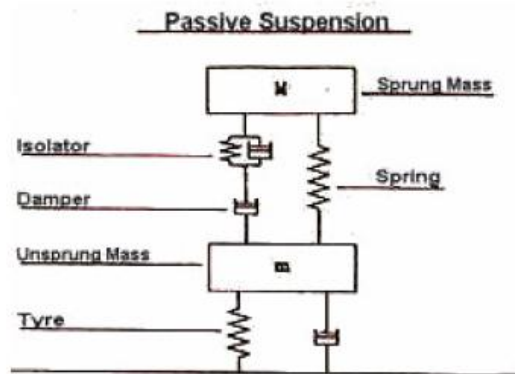 Passive Suspension
M
Sprung Mass
Isolator
Spring
Damper
Unsprung Mass
m
Tyre